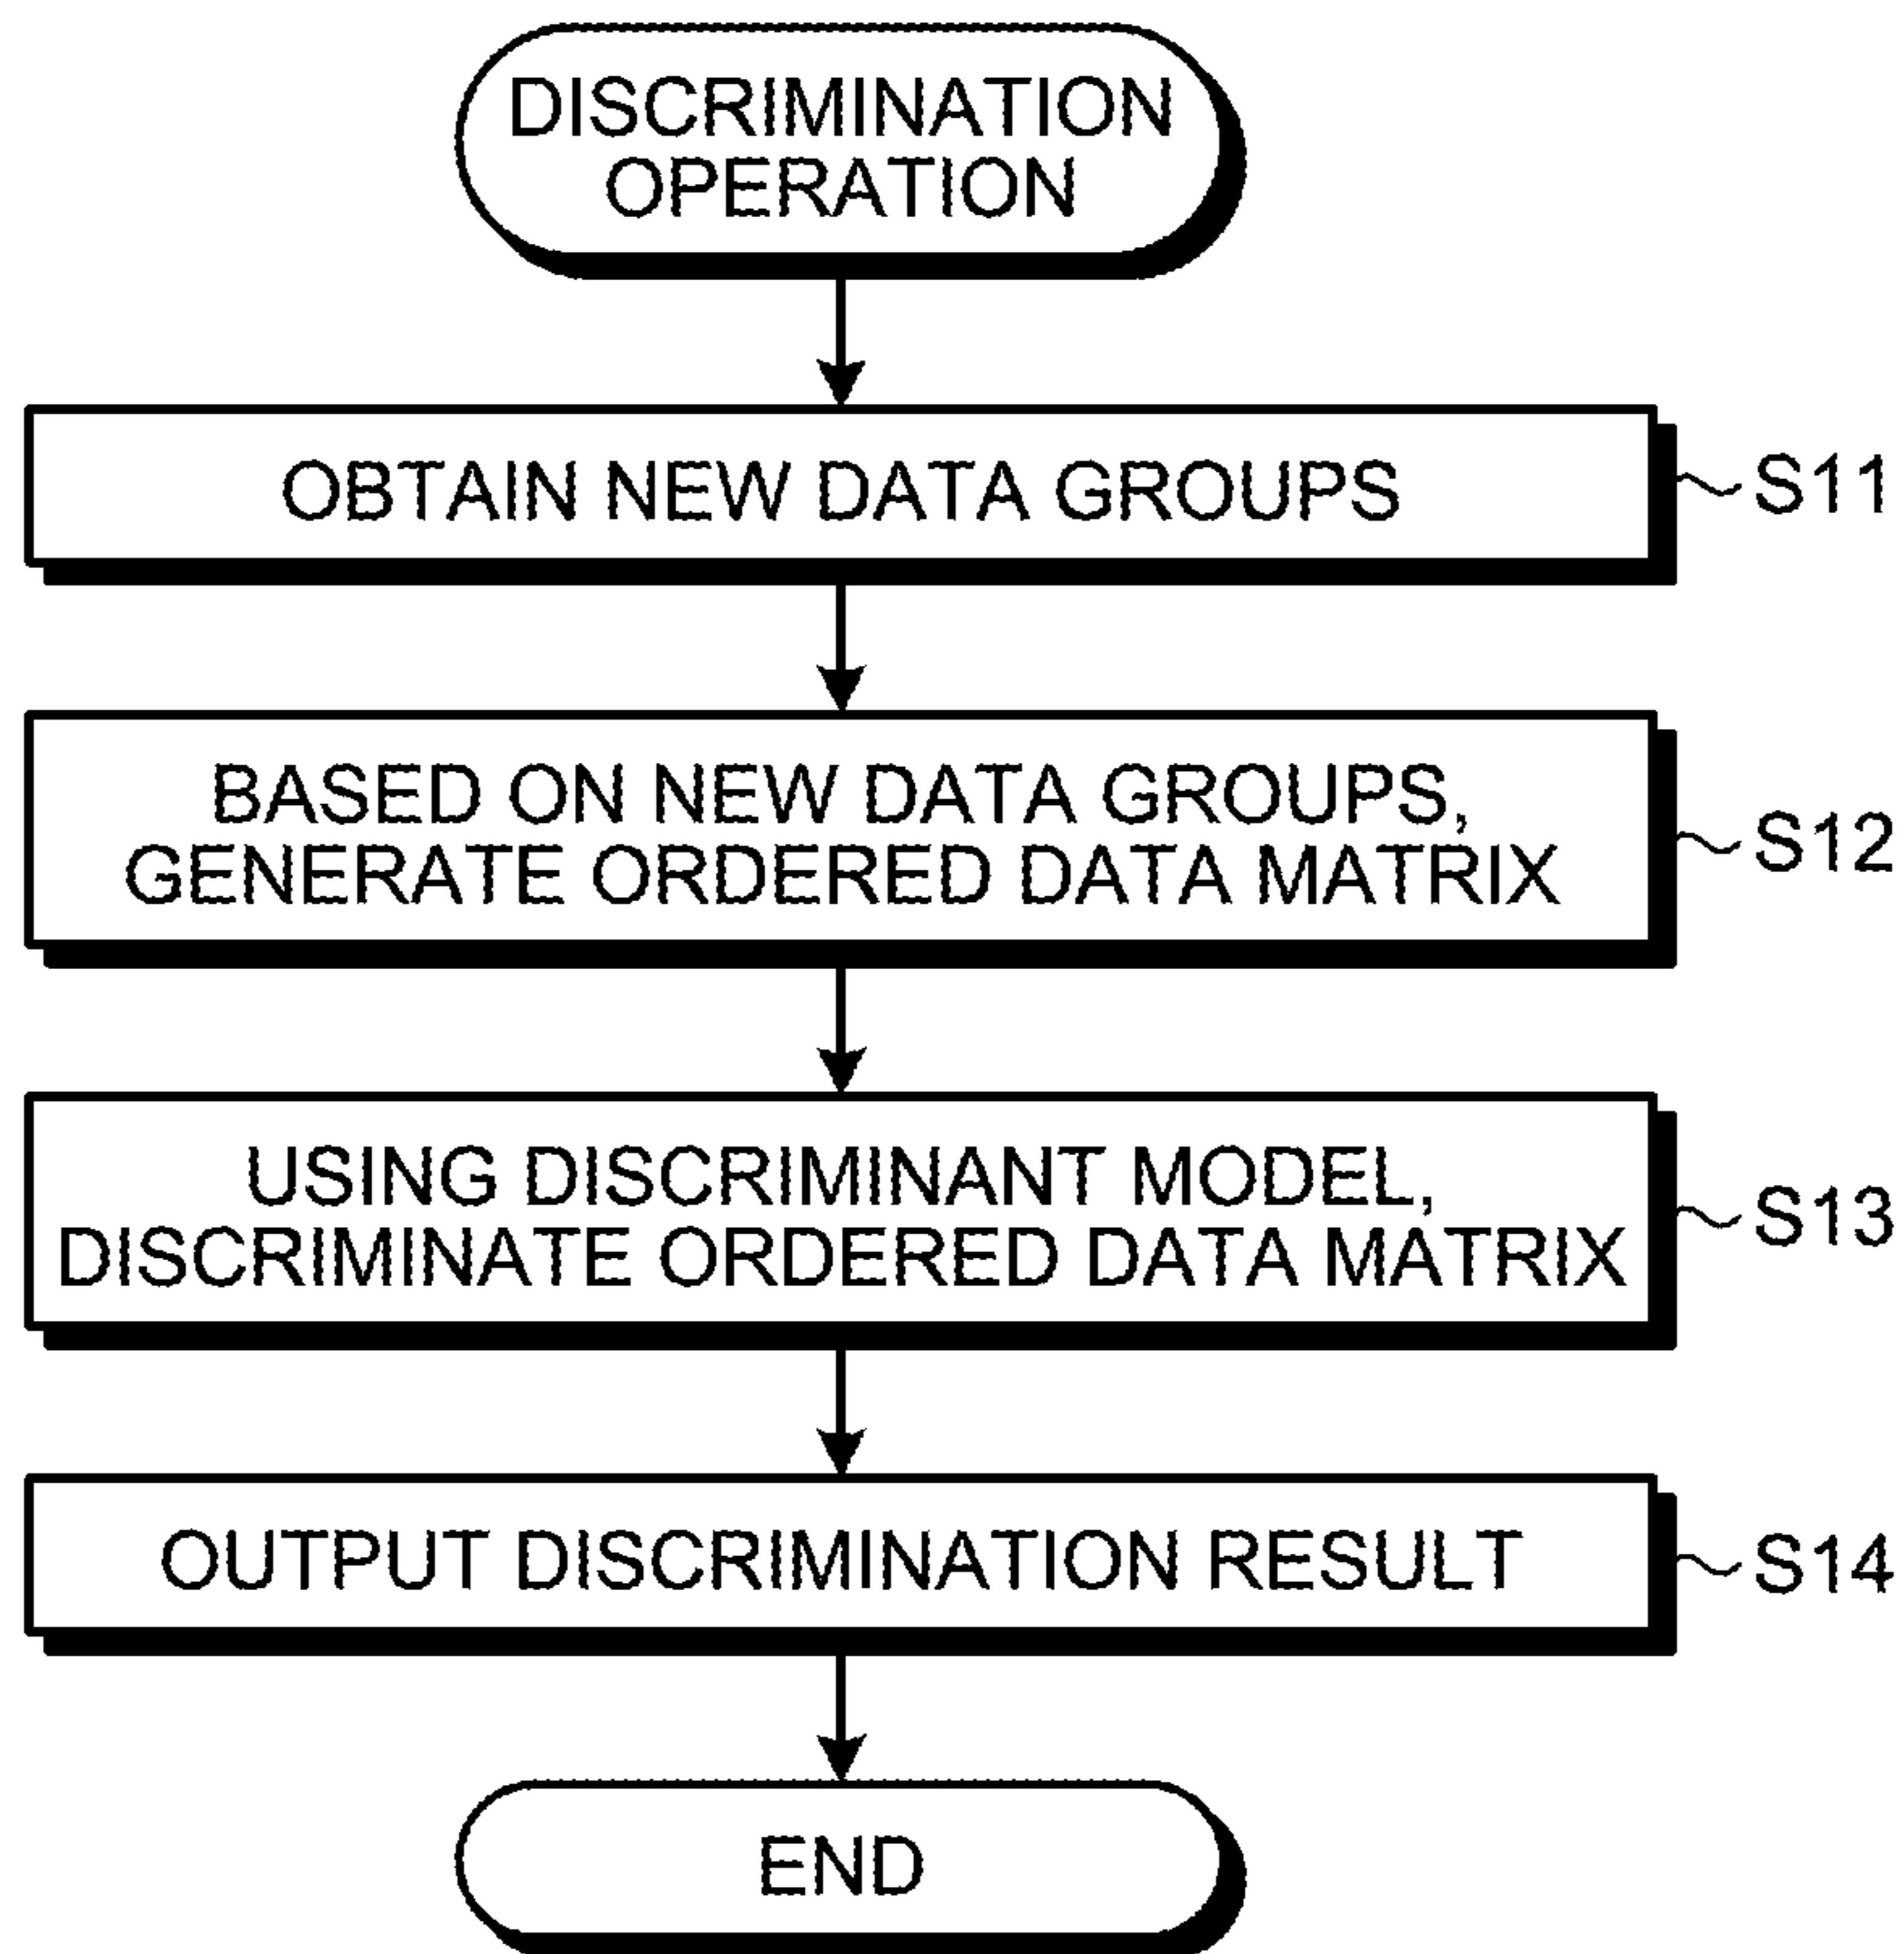 DISCRIMINATION
OPERATION
OBTAIN NEW DATA GROUPS
S11
BASED ON NEW DATA GROUPS,
GENERATE ORDERED DATA MATRIX
S12
USING DISCRIMINANT MODEL,
DISCRIMINATE ORDERED DATA MATRIX
S13
OUTPUT DISCRIMINATION RESULT
S14
END